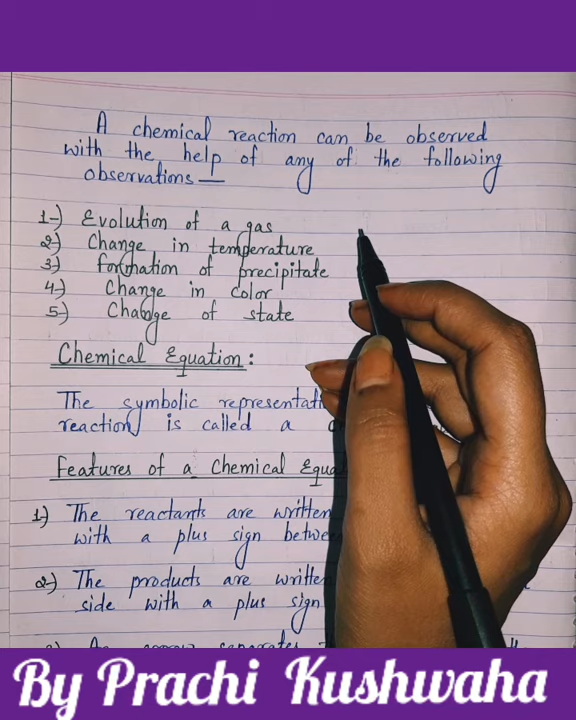 A chemical reaction can be observed
with the help of any of the following
observations —
1-) Evolution of a gas
2-) Change in temperature
3-) formation of precipitate
4-) Change in color
5-) Change of state
Chemical Equation :
The symbolic representati
reaction is called a
Features of a Chemical Equa
1) The reactants are written
with a plus sign betwe
2) The products are written
side with a plus sign
By Prachi Kushwaha